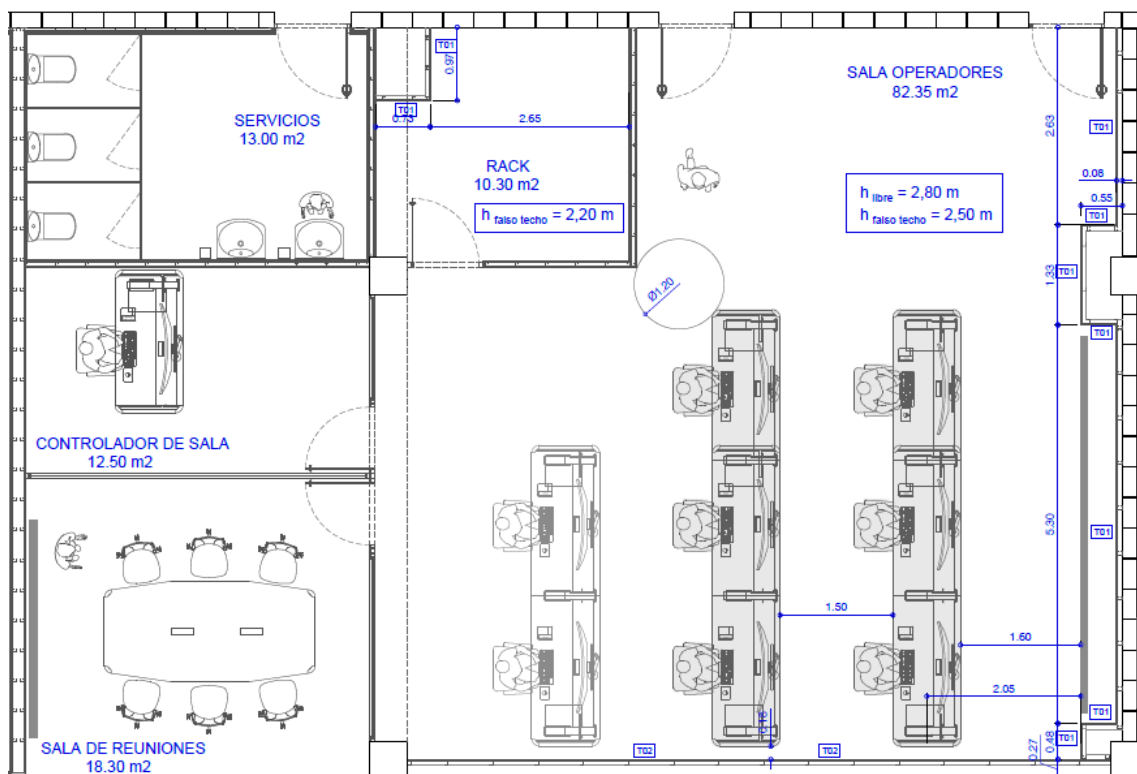 T01
0.97
T01
0.73
2.65
SERVICIOS
13.00 m2
RACK
10.30 m2
h falso techo = 2,20 m
SALA OPERADORES
82.35 m2
h libre = 2,80 m
h falso techo = 2,50 m
2.63
T01
0.08
0.55
T01
1.33
T01
T01
Ø1.20
CONTROLADOR DE SALA
12.50 m2
5.30
T01
1.50
1.60
2.05
T01
SALA DE REUNIONES
18.30 m2
0.16
T02
T02
0.27
0.48
T01